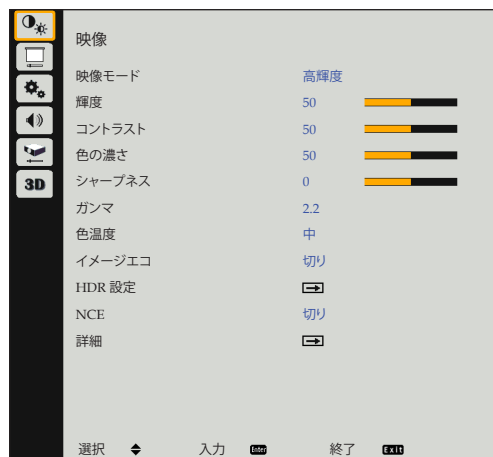 映像
映像モード 高輝度
輝度 50
コントラスト 50
色の濃さ 50
シャープネス 0
ガンマ 2.2
色温度 中
イメージエコ 切り
HDR 設定
NCE 切り
詳細
3D
選択 入力 Enter 終了 Exit